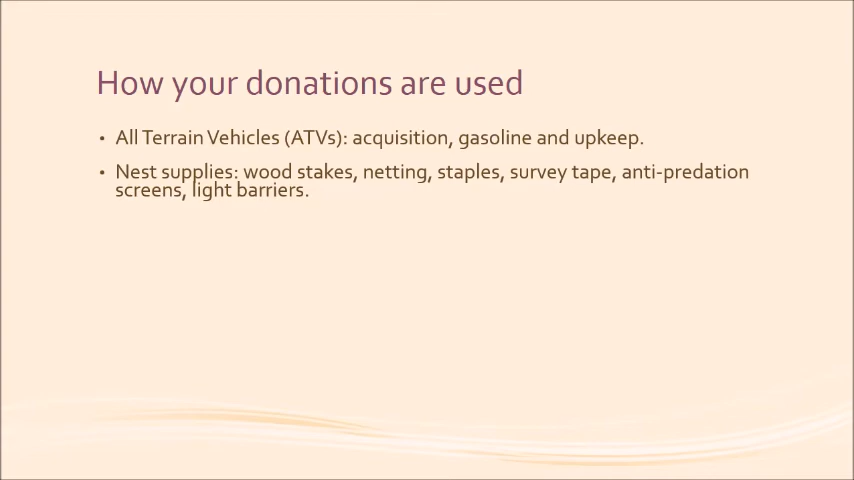 How your donations are used
• All Terrain Vehicles (ATVs): acquisition, gasoline and upkeep.
• Nest supplies: wood stakes, netting, staples, survey tape, anti-predation
screens, light barriers.